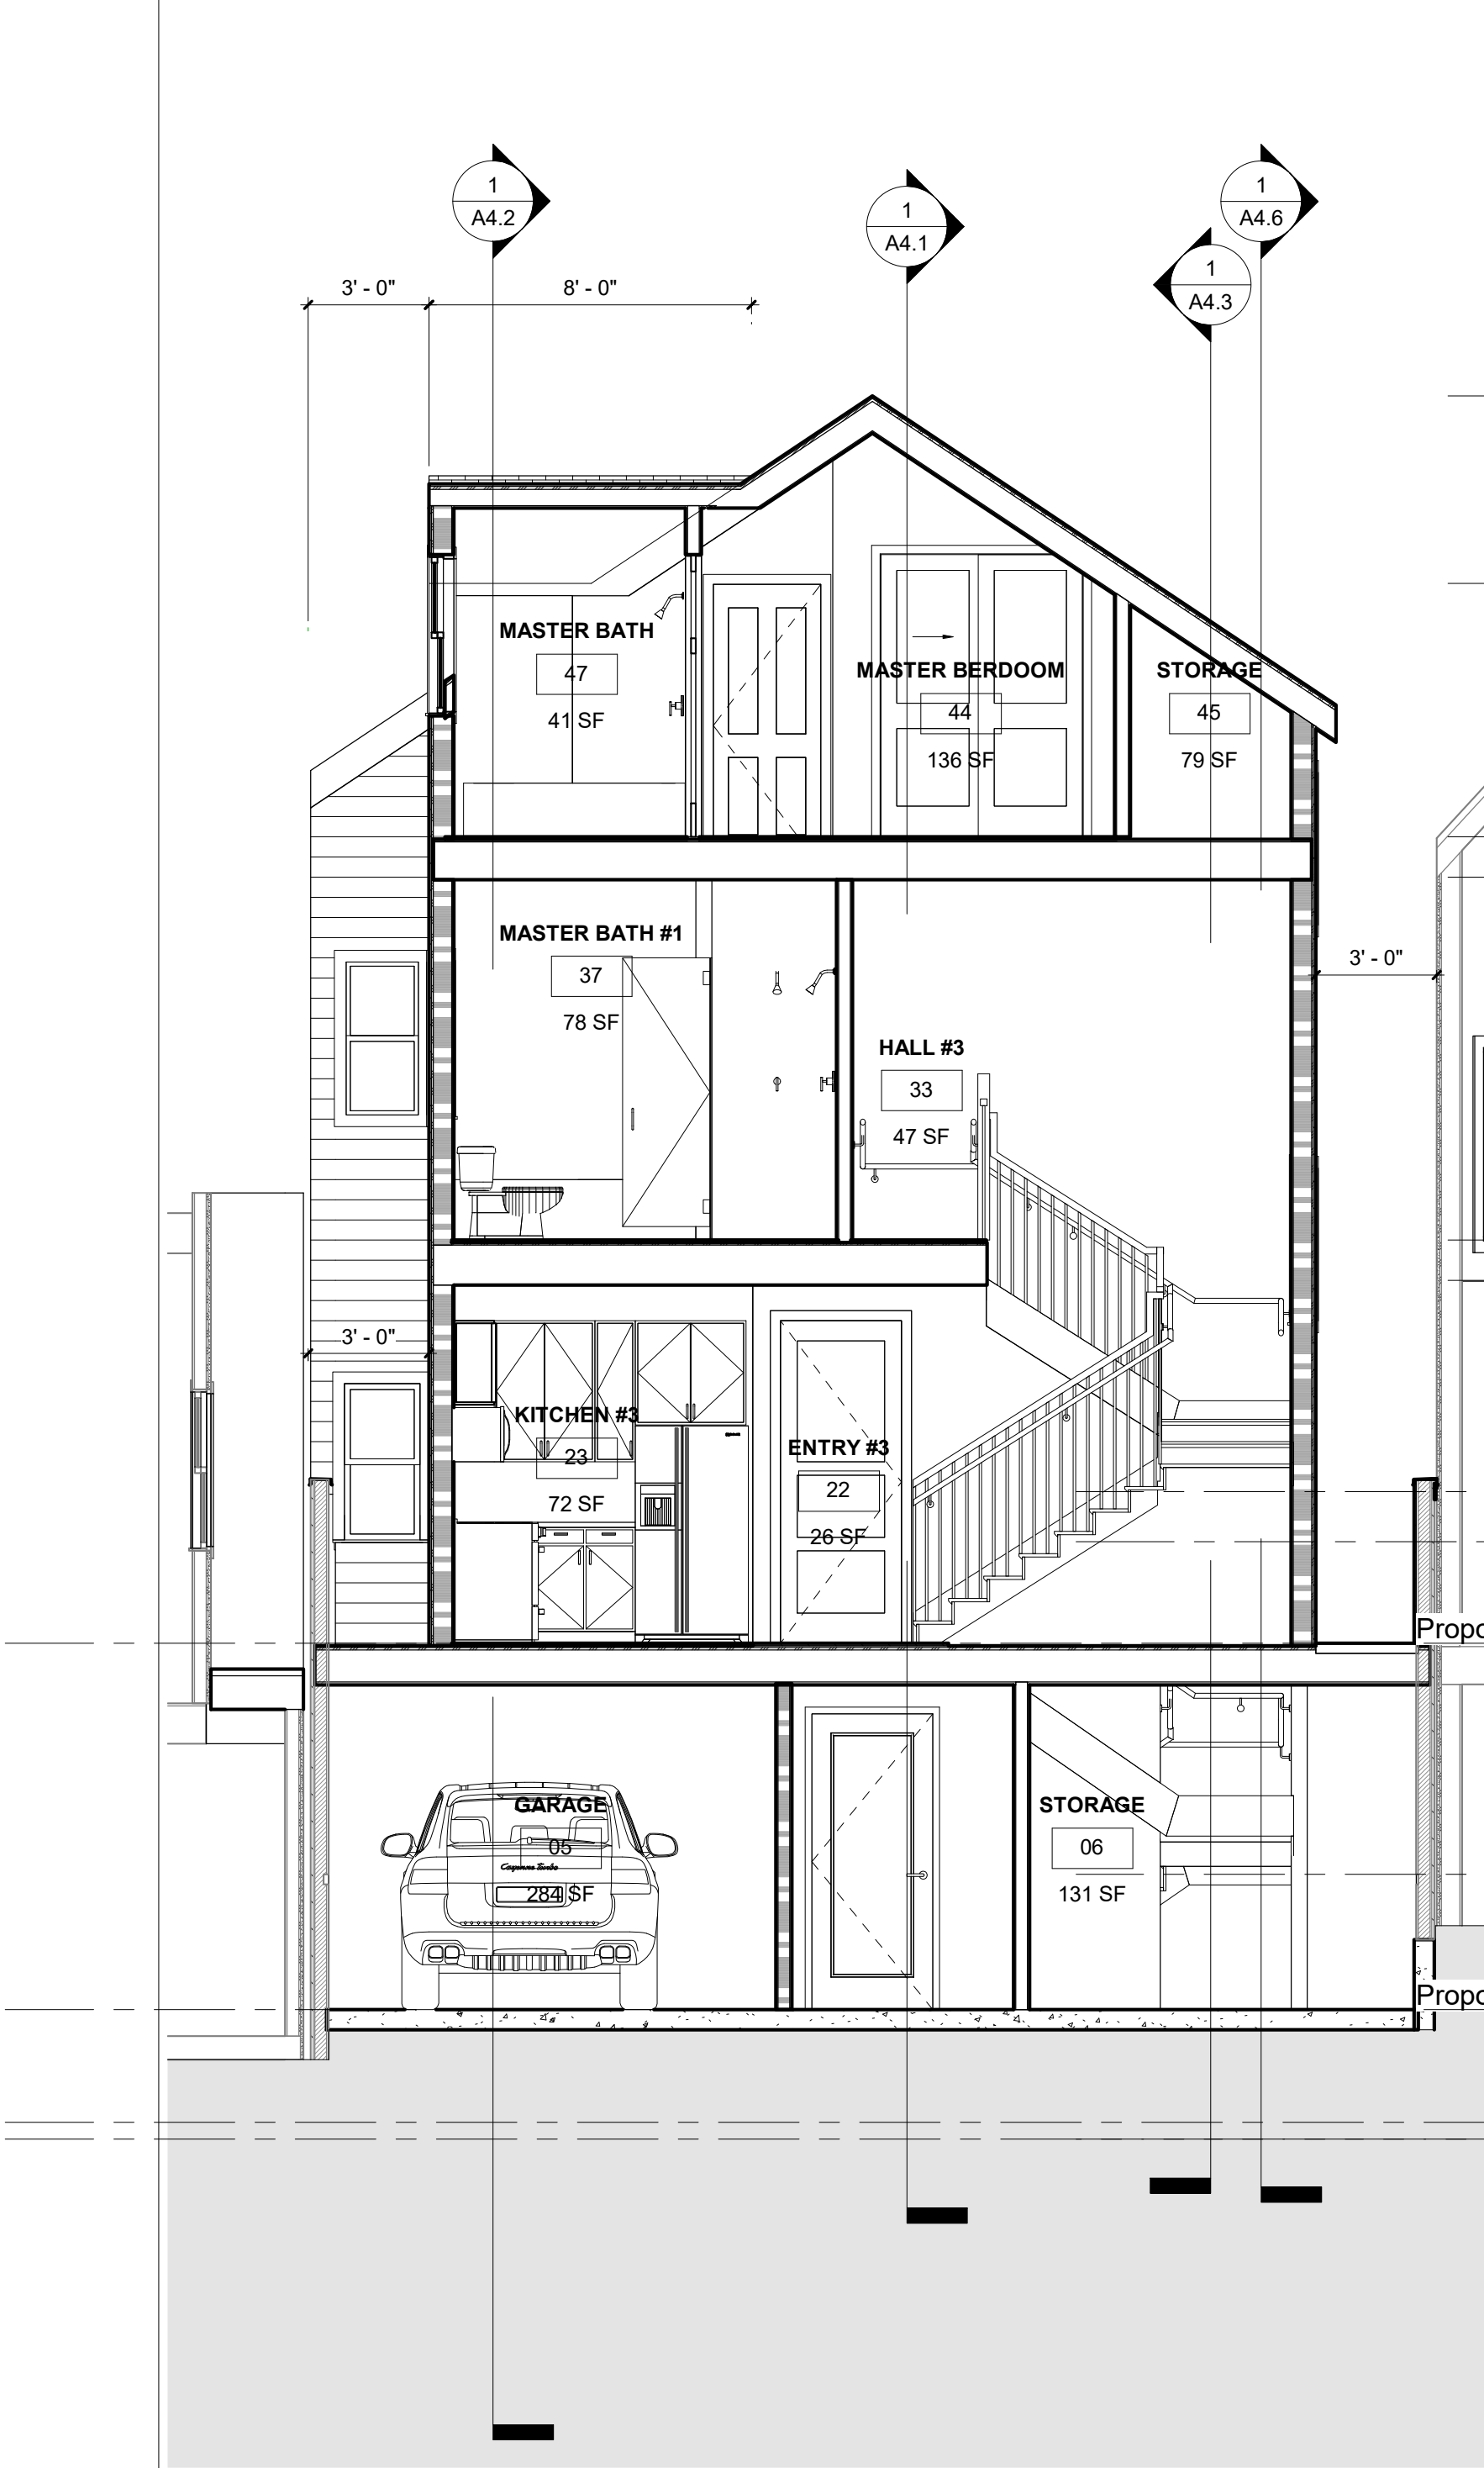 1
A4.2
1
A4.1
1
A4.6
1
A4.3
3' - 0"
8' - 0"
MASTER BATH
47
41 SF
MASTER BERDOOM
44
136 SF
STORAGE
45
79 SF
MASTER BATH #1
37
78 SF
3' - 0"
HALL #3
33
47 SF
3' - 0"
KITCHEN #3
23
72 SF
ENTRY #3
22
26 SF
Propo
GARAGE
05
Cayenne turbo
284 SF
STORAGE
06
131 SF
Propo